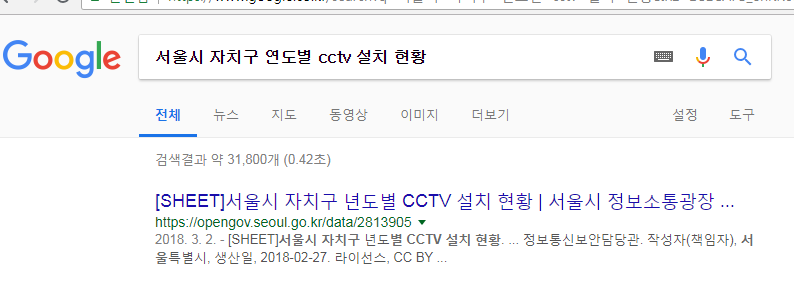 Google 서울시 자치구 연도별 cctv 설치 현황
전체 뉴스 지도 동영상 이미지 더보기 설정 도구
검색결과 약 31,800개 (0.42초)
[SHEET]서울시 자치구 년도별 CCTV 설치 현황 | 서울시 정보소통광장 ...
https://opengov.seoul.go.kr/data/2813905
2018. 3. 2. - [SHEET]서울시 자치구 년도별 CCTV 설치 현황. ... 정보통신보안담당관. 작성자(책임자), 서
울특별시, 생산일, 2018-02-27. 라이선스, CC BY ...